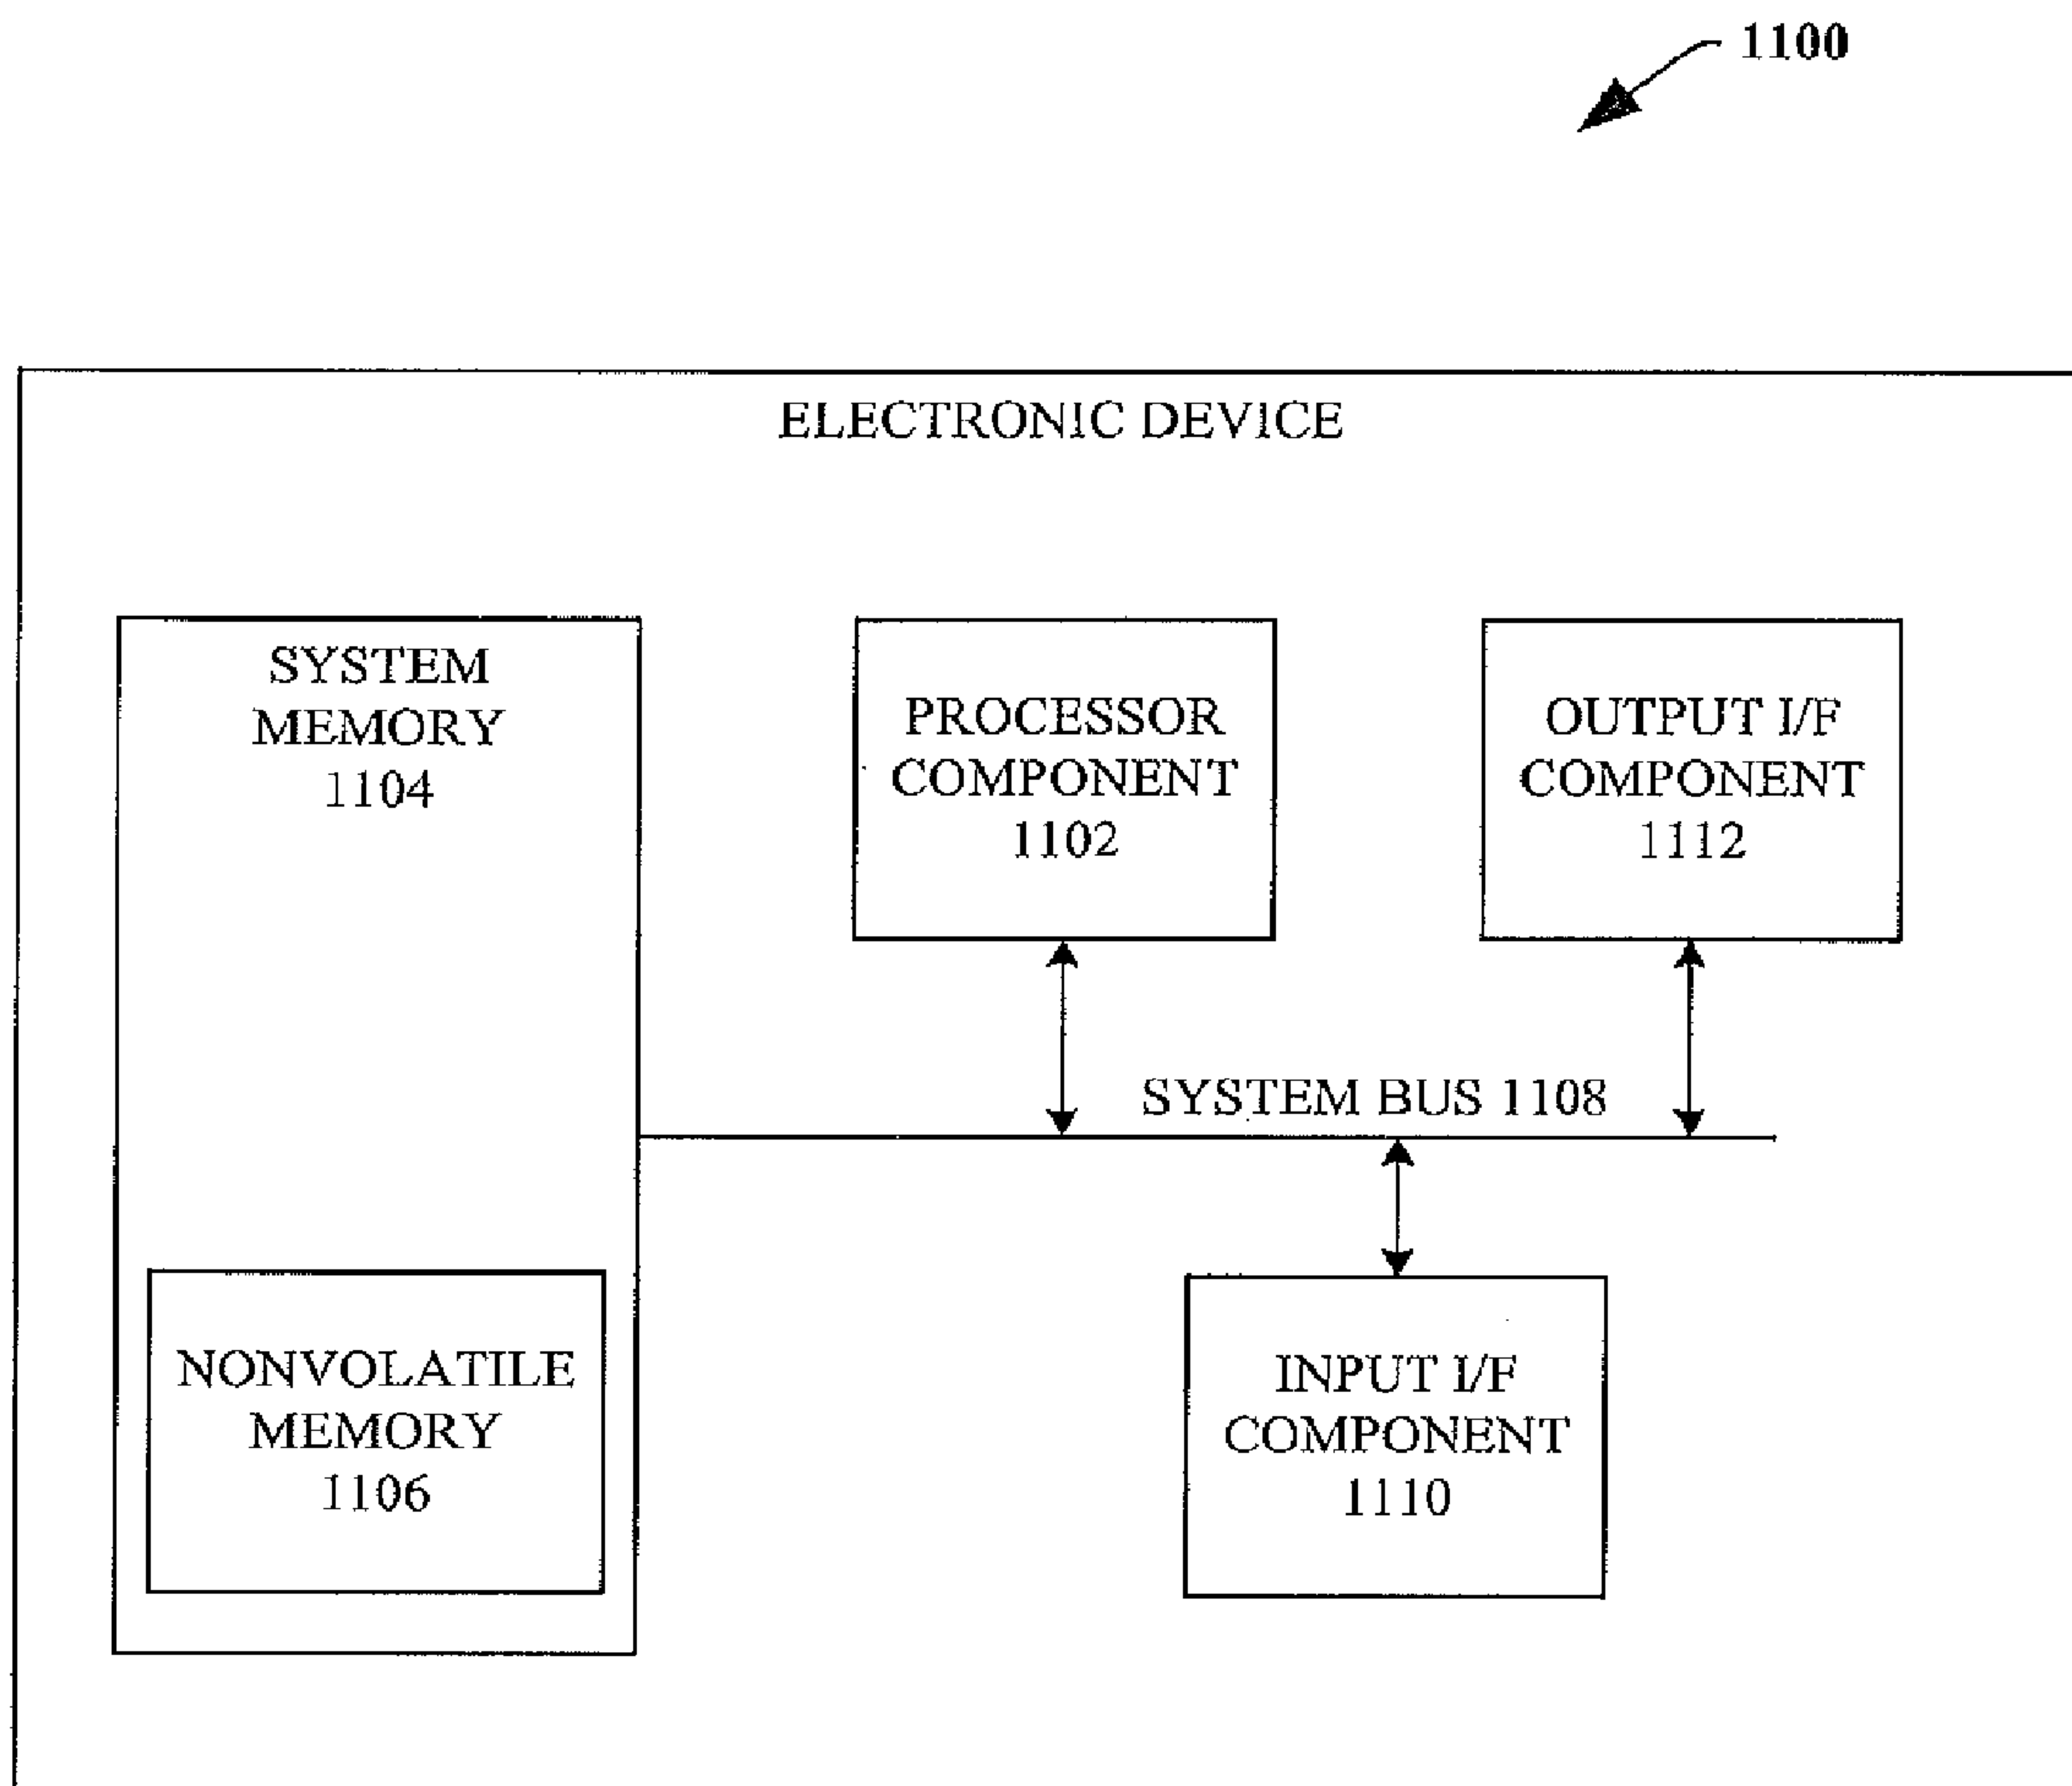 1100
ELECTRONIC DEVICE
SYSTEM
MEMORY
1104
PROCESSOR
COMPONENT
1102
OUTPUT I/F
COMPONENT
1112
SYSTEM BUS 1108
NONVOLATILE
MEMORY
1106
INPUT I/F
COMPONENT
1110